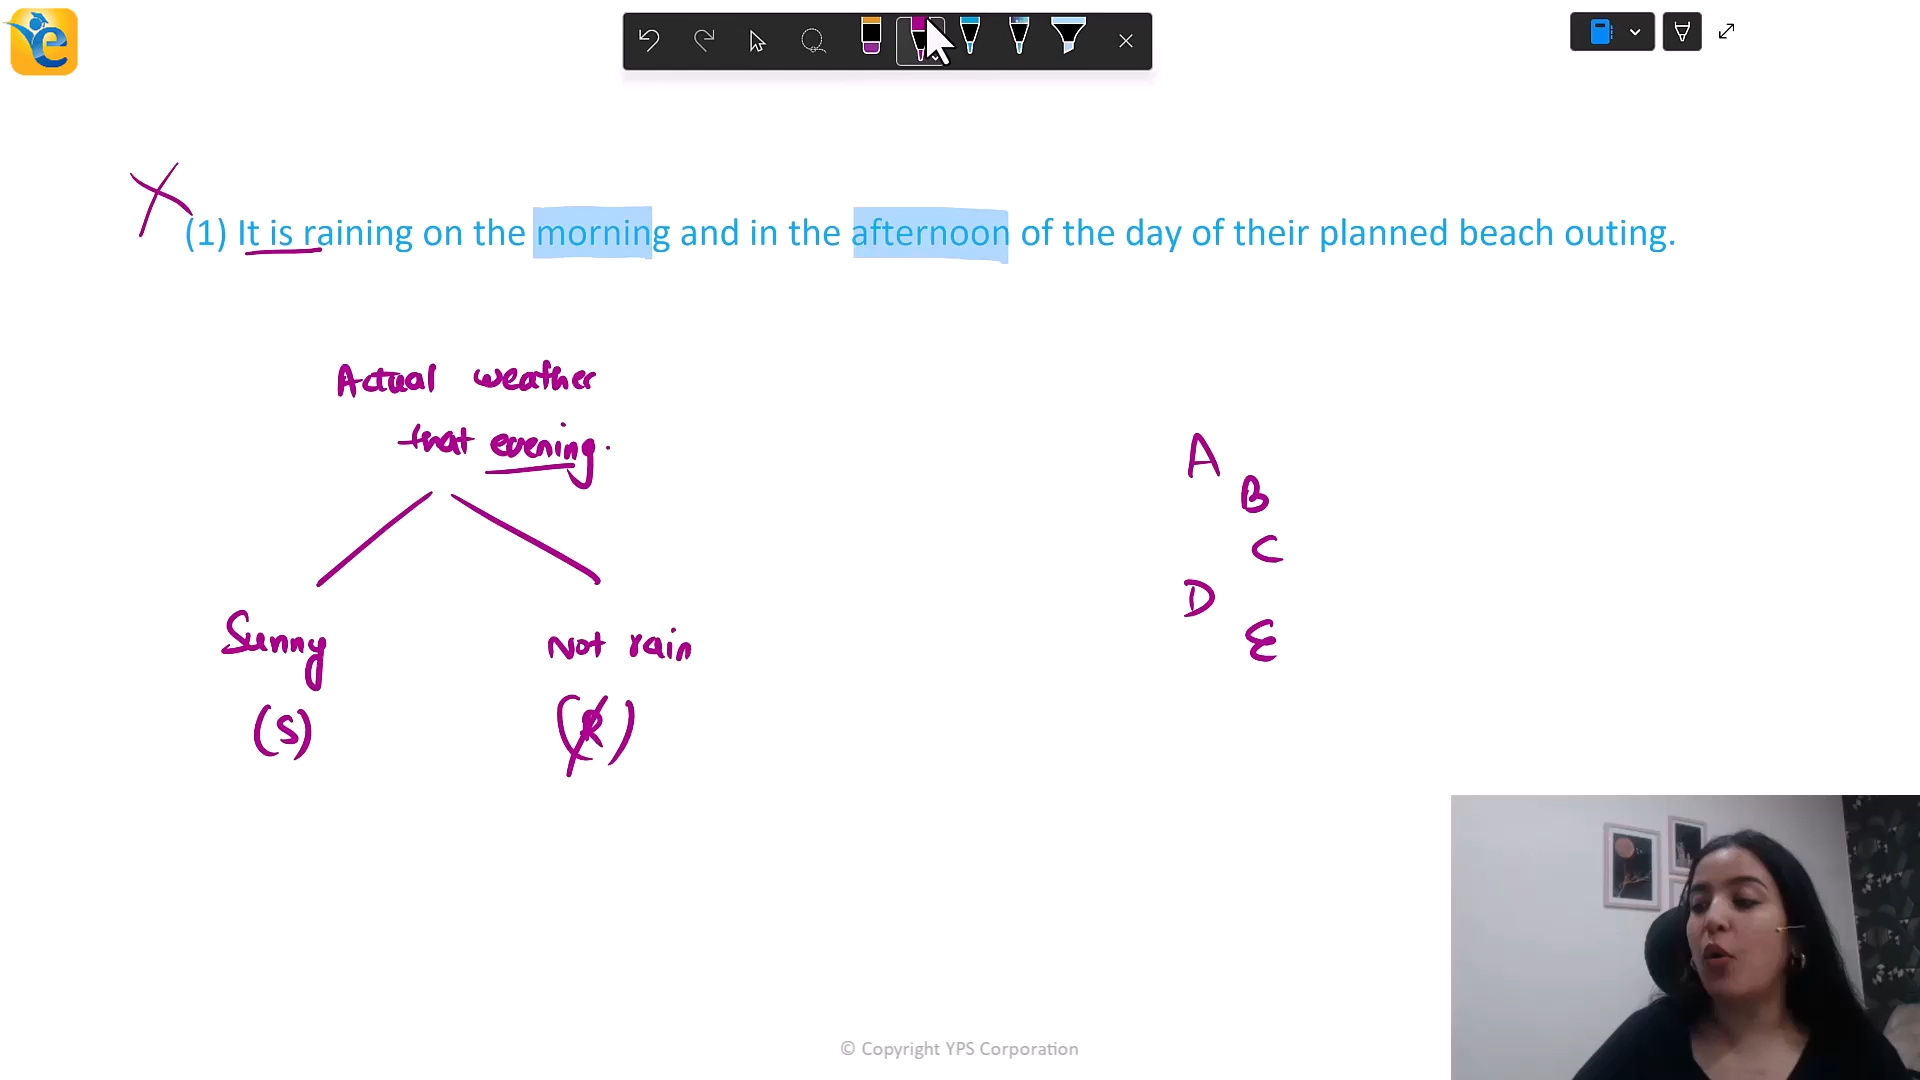 e
X
(1) It is raining on the morning and in the afternoon of the day of their planned beach outing.
Actual weather
that evening.
A
B
C
D
E
Sunny
Not rain
(S)
(R)
© Copyright YPS Corporation